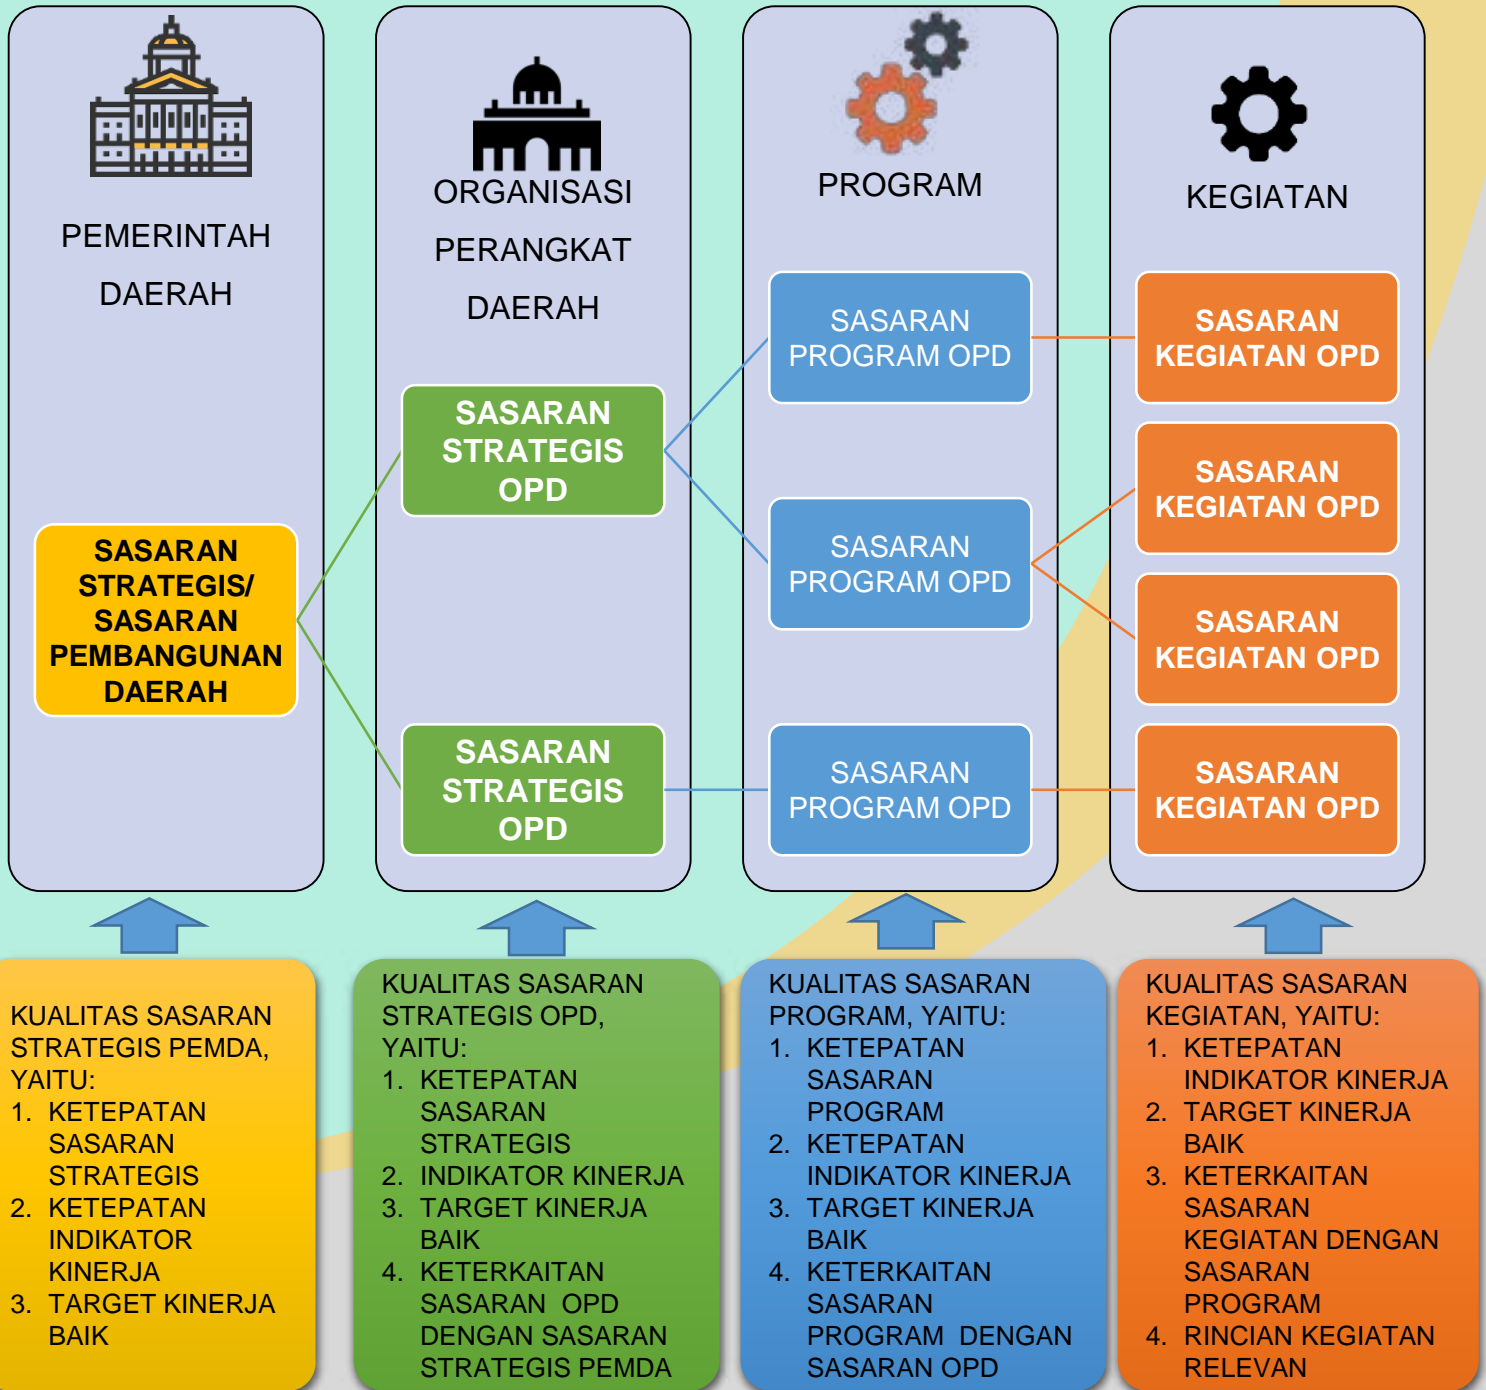 PEMERINTAH
DAERAH
SASARAN
STRATEGIS/
SASARAN
PEMBANGUNAN
DAERAH
ORGANISASI
PERANGKAT
DAERAH
SASARAN
STRATEGIS
OPD
SASARAN
STRATEGIS
OPD
PROGRAM
SASARAN
PROGRAM OPD
SASARAN
PROGRAM OPD
SASARAN
PROGRAM OPD
KEGIATAN
SASARAN
KEGIATAN OPD
SASARAN
KEGIATAN OPD
SASARAN
KEGIATAN OPD
SASARAN
KEGIATAN OPD
KUALITAS SASARAN
STRATEGIS PEMDA,
YAITU:
1. KETEPATAN
SASARAN
STRATEGIS
2. KETEPATAN
INDIKATOR
KINERJA
3. TARGET KINERJA
BAIK
KUALITAS SASARAN
STRATEGIS OPD,
YAITU:
1. KETEPATAN
SASARAN
STRATEGIS
2. INDIKATOR KINERJA
3. TARGET KINERJA
BAIK
4. KETERKAITAN
SASARAN OPD
DENGAN SASARAN
STRATEGIS PEMDA
KUALITAS SASARAN
PROGRAM, YAITU:
1. KETEPATAN
SASARAN
PROGRAM
2. KETEPATAN
INDIKATOR KINERJA
3. TARGET KINERJA
BAIK
4. KETERKAITAN
SASARAN
PROGRAM DENGAN
SASARAN OPD
KUALITAS SASARAN
KEGIATAN, YAITU:
1. KETEPATAN
INDIKATOR KINERJA
2. TARGET KINERJA
BAIK
3. KETERKAITAN
SASARAN
KEGIATAN DENGAN
SASARAN
PROGRAM
4. RINCIAN KEGIATAN
RELEVAN